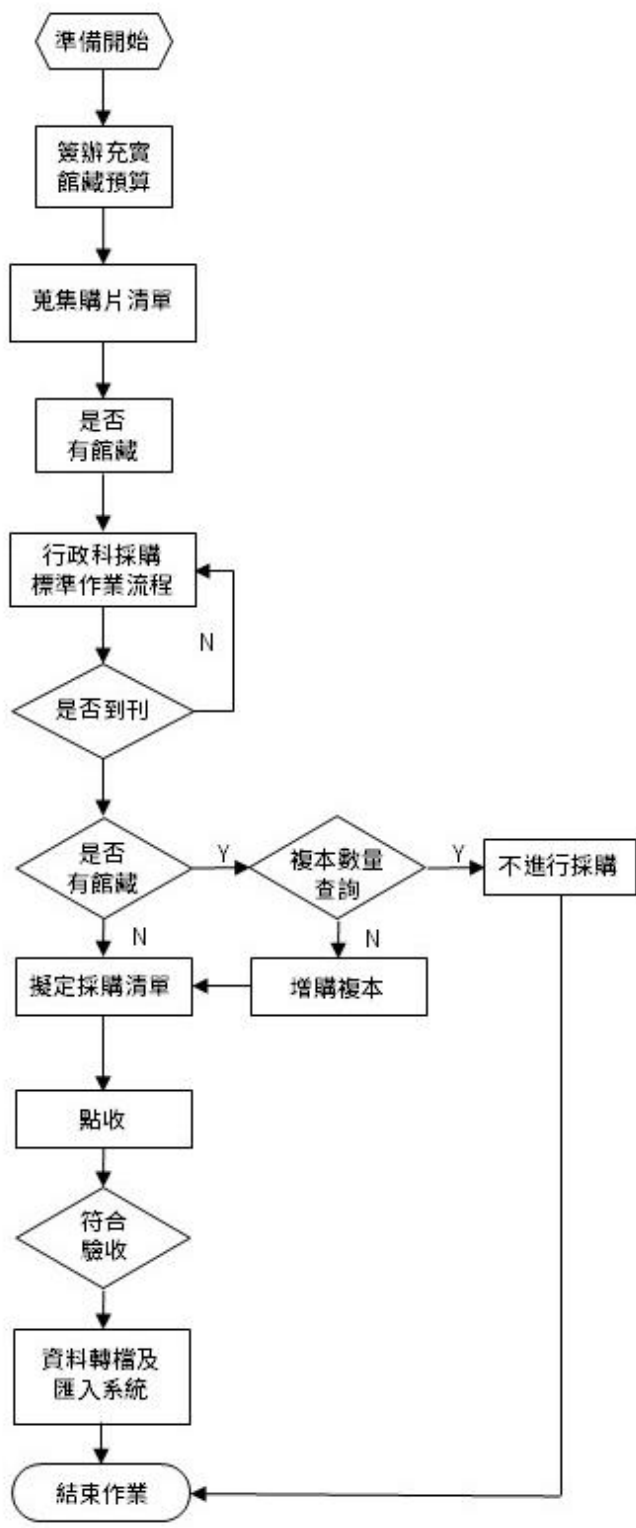 準備開始
簽辦充實
館藏預算
蒐集購片清單
是否
有館藏
行政科採購
標準作業流程
N
是否到刊
是否
有館藏
Y
複本數量
查詢
Y
不進行採購
N
N
擬定採購清單
增購複本
點收
符合
驗收
資料轉檔及
匯入系統
結束作業